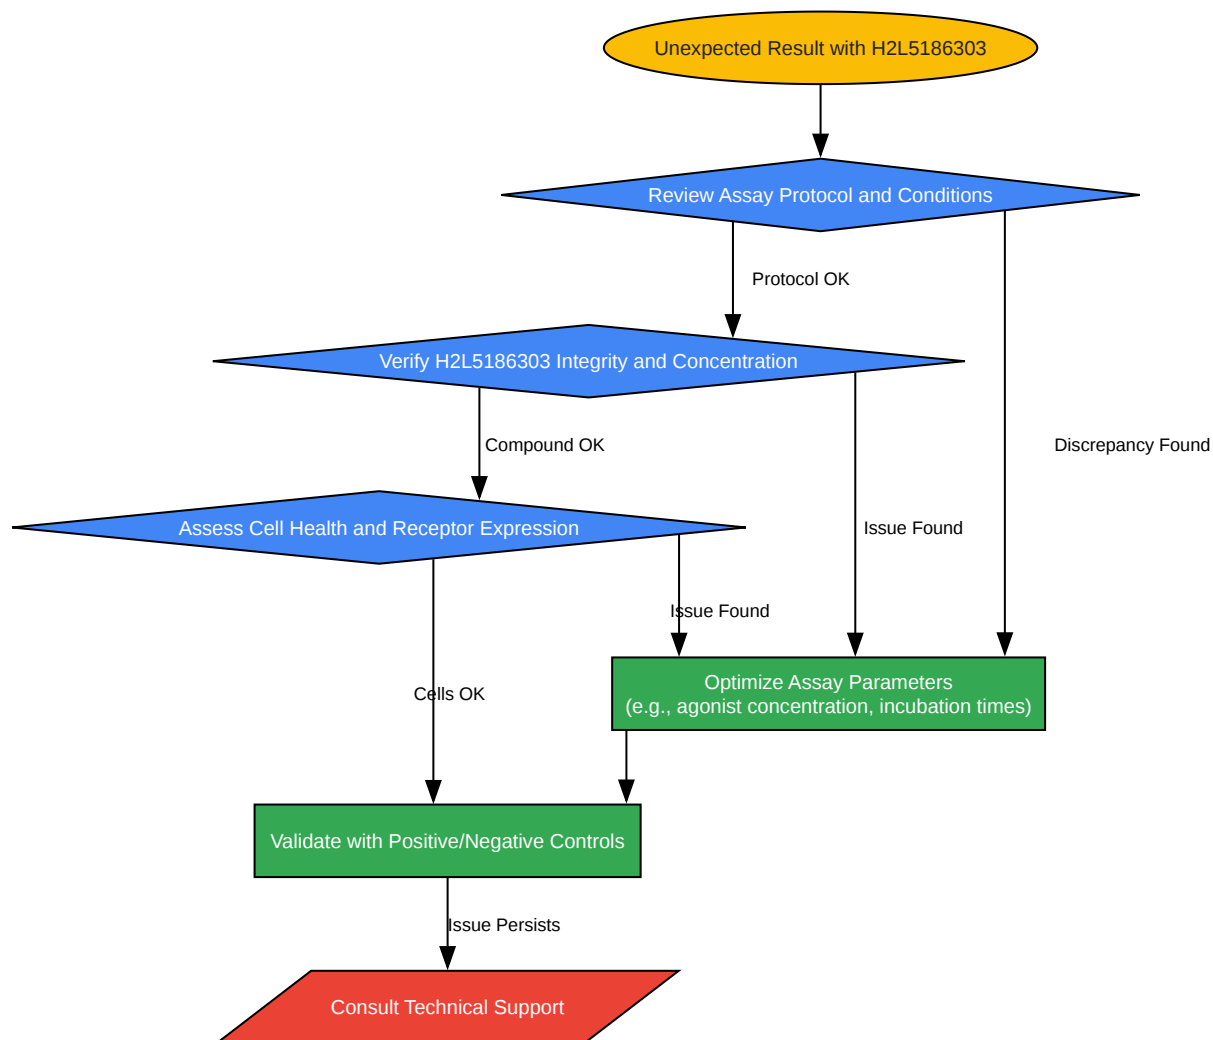 Unexpected Result with H2L5186303
Review Assay Protocol and Conditions
Protocol OK
Verify H2L5186303 Integrity and Concentration
Compound OK
Discrepancy Found
Assess Cell Health and Receptor Expression
Issue Found
Issue Found
Optimize Assay Parameters
(e.g., agonist concentration, incubation times)
Cells OK
Validate with Positive/Negative Controls
Issue Persists
Consult Technical Support